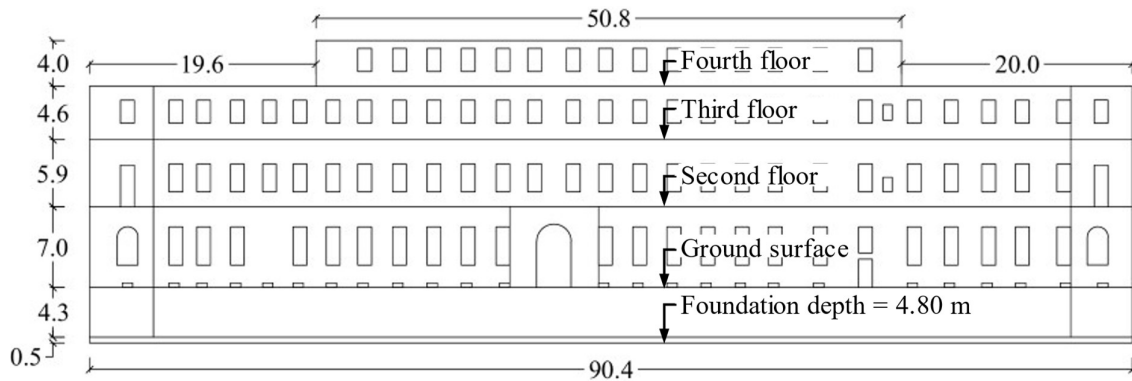 50.8
4.0
19.6
Fourth floor
20.0
4.6
Third floor
5.9
Second floor
7.0
Ground surface
4.3
Foundation depth = 4.80 m
0.5
90.4